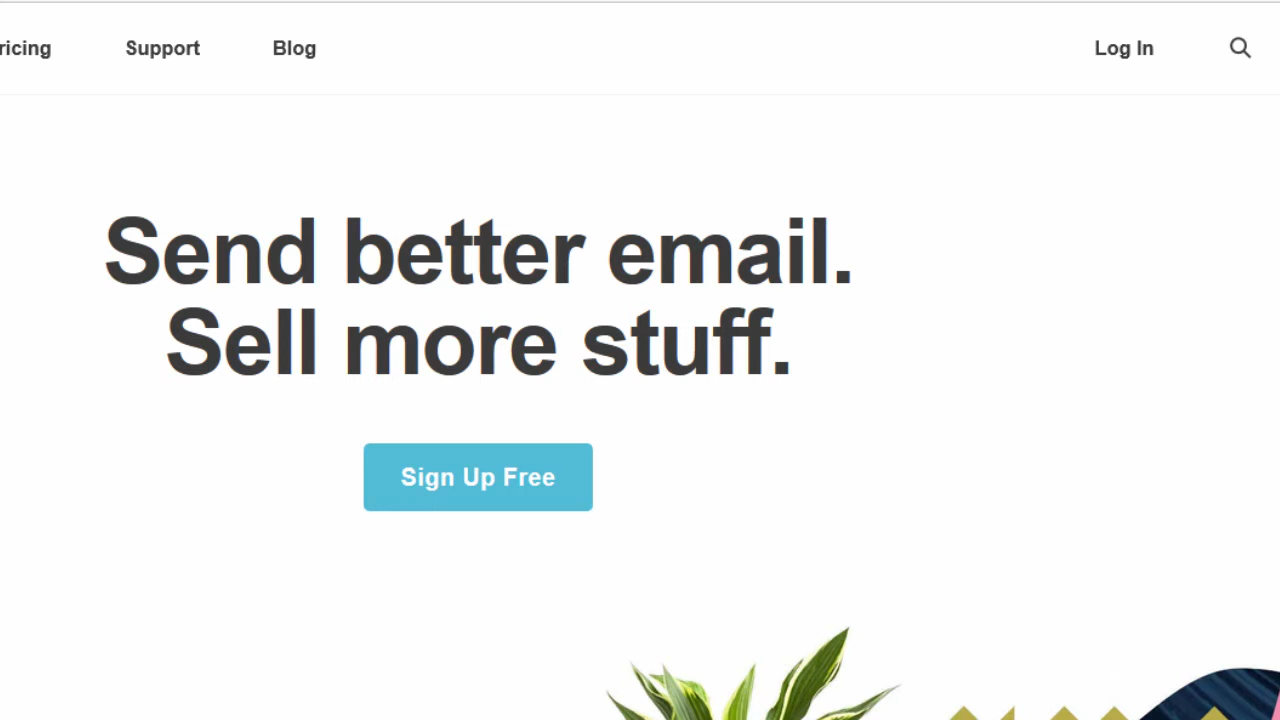 ricing Support Blog Log In
Send better email.
Sell more stuff.
Sign Up Free